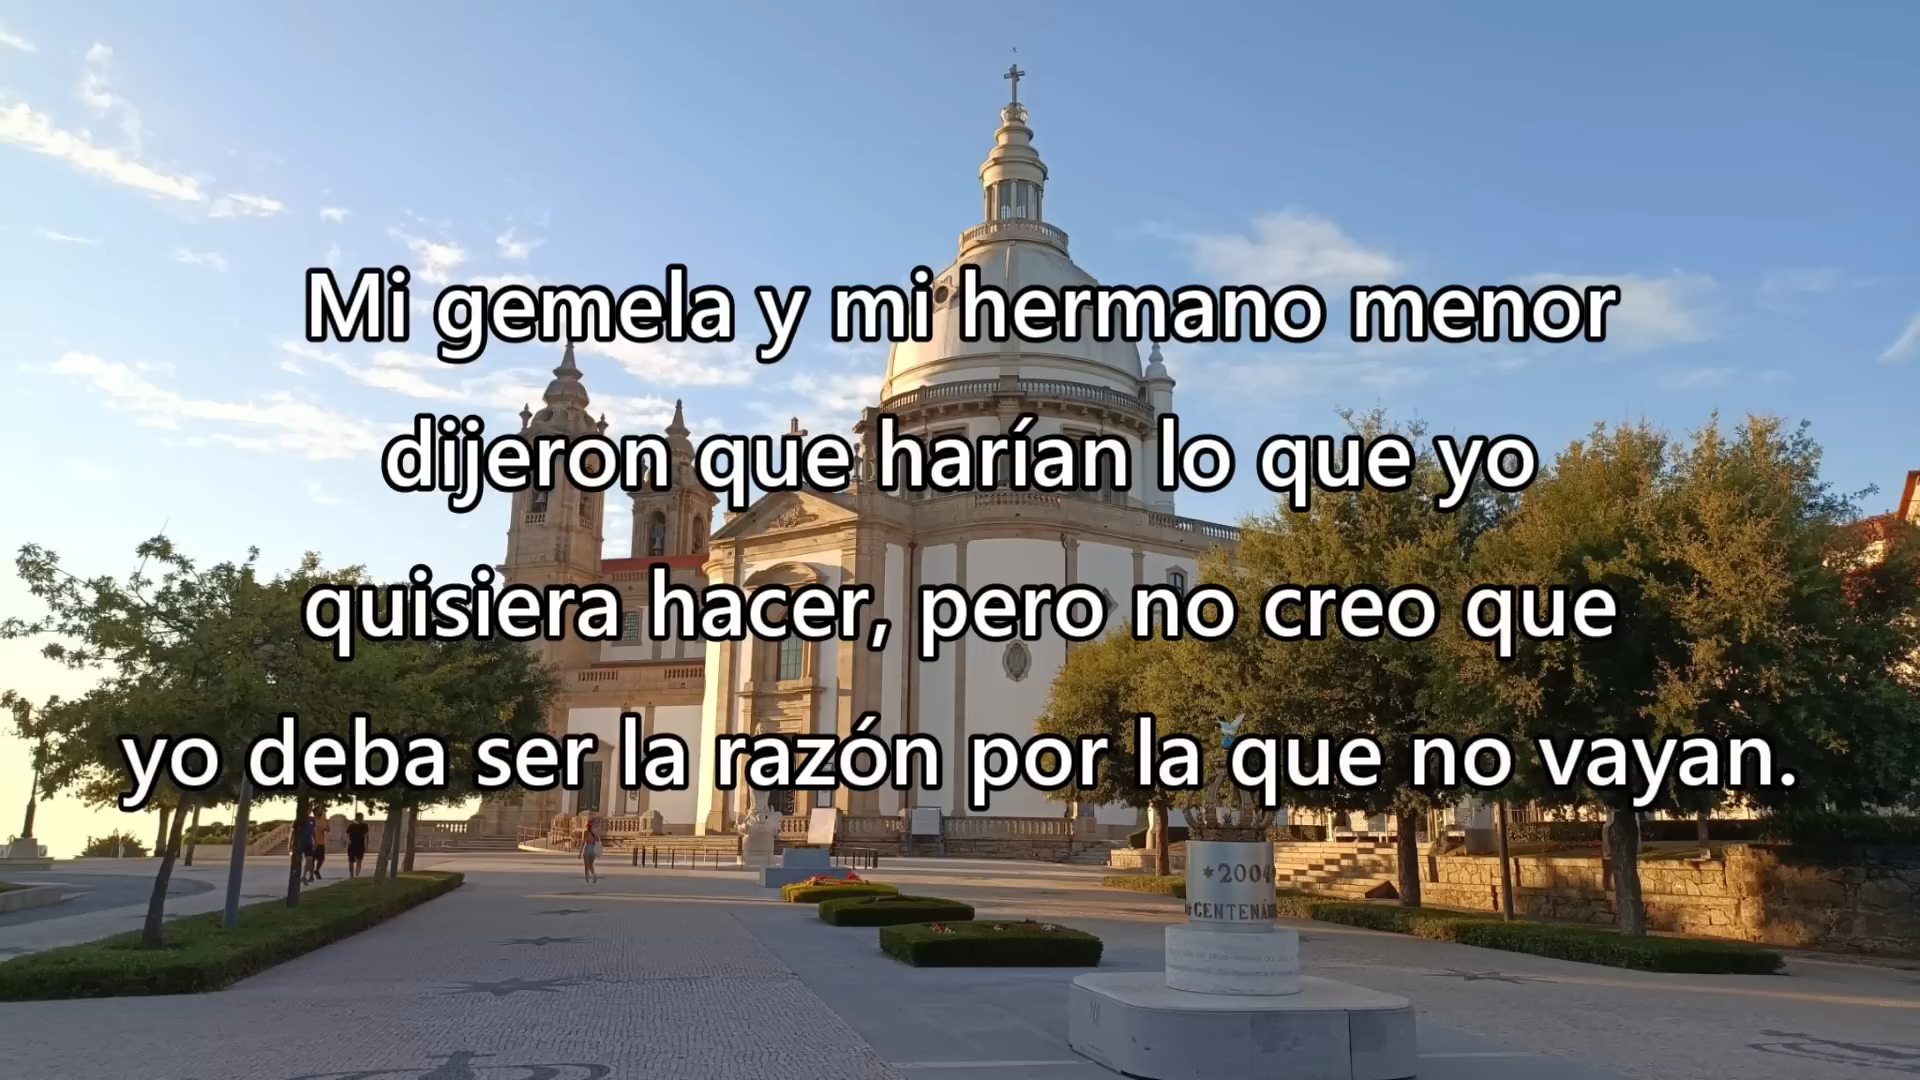 Mi gemela y mi hermano menor
dijeron que harían lo que yo
quisiera hacer, pero no creo que
yo deba ser la razón por la que no vayan.
*2004
CENTENÁ